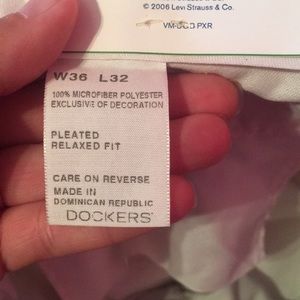 © 2006 Levi Strauss & Co.
W36 L32
100% MICROFIBER POLYESTER
EXCLUSIVE OF DECORATION
PLEATED
RELAXED FIT
CARE ON REVERSE
MADE IN
DOMINICAN REPUBLIC
DOCKERS®